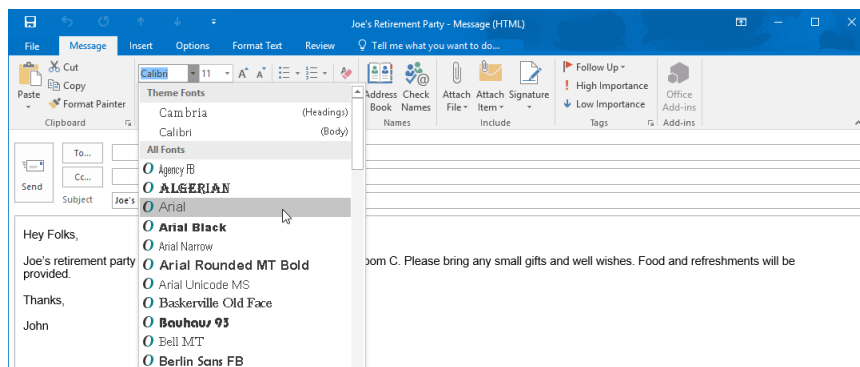 Joe's Retirement Party - Message (HTML)
File Message Insert Options Format Text Review Tell me what you want to do...
Calibri 11
Paste Cut Copy Format Painter
Clipboard
Address Book Check Names
Names
Attach File Attach Item Signature
Include
Follow Up
High Importance
Low Importance
Tags
Office Add-ins
Add-ins
Theme Fonts
Cambria (Headings)
Calibri (Body)
All Fonts
Agency FB
ALGERIAN
Arial
Arial Black
Arial Narrow
Arial Rounded MT Bold
Arial Unicode MS
Baskerville Old Face
Bauhaus 93
Bell MT
Berlin Sans FB
Send
To...
Cc...
Subject Joe's
Hey Folks,
Joe's retirement party C. Please bring any small gifts and well wishes. Food and refreshments will be
provided.
Thanks,
John